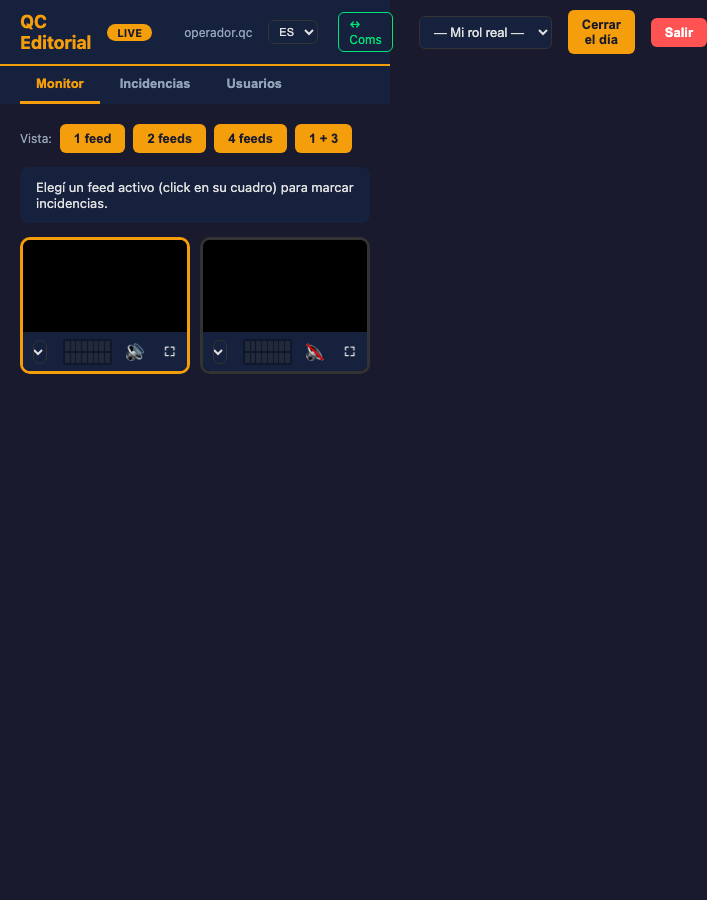 QC
Editorial
LIVE
operador.qc
ES
↔
Coms
— Mi rol real —
Cerrar
el día
Salir
Monitor
Incidencias
Usuarios
Vista:
1 feed
2 feeds
4 feeds
1 + 3
Elegí un feed activo (click en su cuadro) para marcar
incidencias.